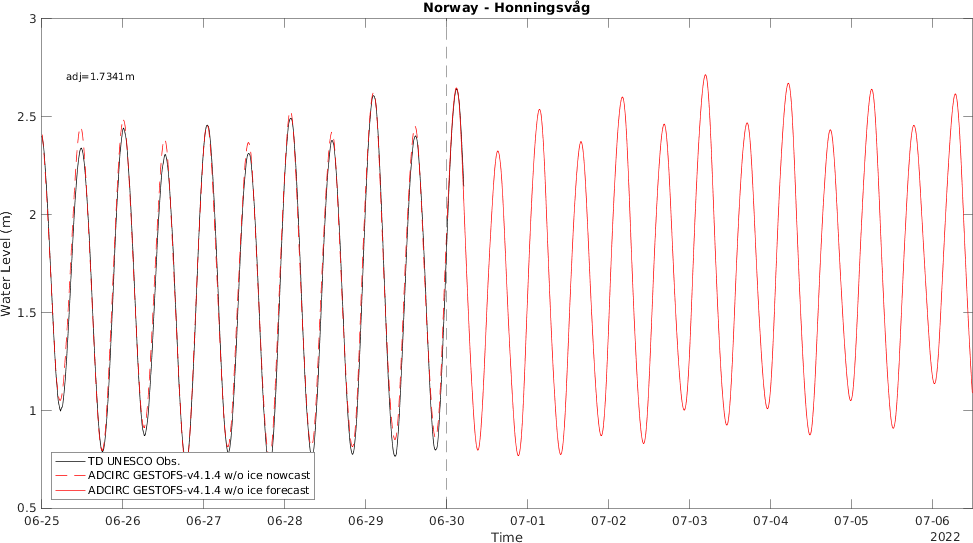 Norway - Honningsvåg
3
adj=1.7341m
2.5
2
Water Level (m)
1.5
1
TD UNESCO Obs.
ADCIRC GESTOFS-v4.1.4 w/o ice nowcast
ADCIRC GESTOFS-v4.1.4 w/o ice forecast
0.5
06-25 06-26 06-27 06-28 06-29 06-30 07-01 07-02 07-03 07-04 07-05 07-06
Time
2022